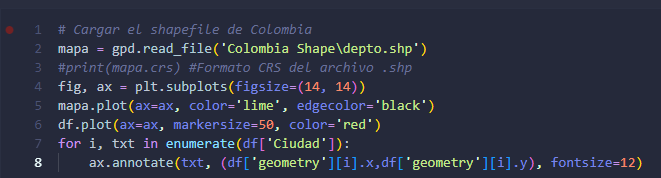 1 # Cargar el shapefile de Colombia
2 mapa = gpd.read_file('Colombia Shape\depto.shp')
3 #print(mapa.crs) #Formato CRS del archivo .shp
4 fig, ax = plt.subplots(figsize=(14, 14))
5 mapa.plot(ax=ax, color='lime', edgecolor='black')
6 df.plot(ax=ax, markersize=50, color='red')
7 for i, txt in enumerate(df['Ciudad']):
8     ax.annotate(txt, (df['geometry'][i].x,df['geometry'][i].y), fontsize=12)